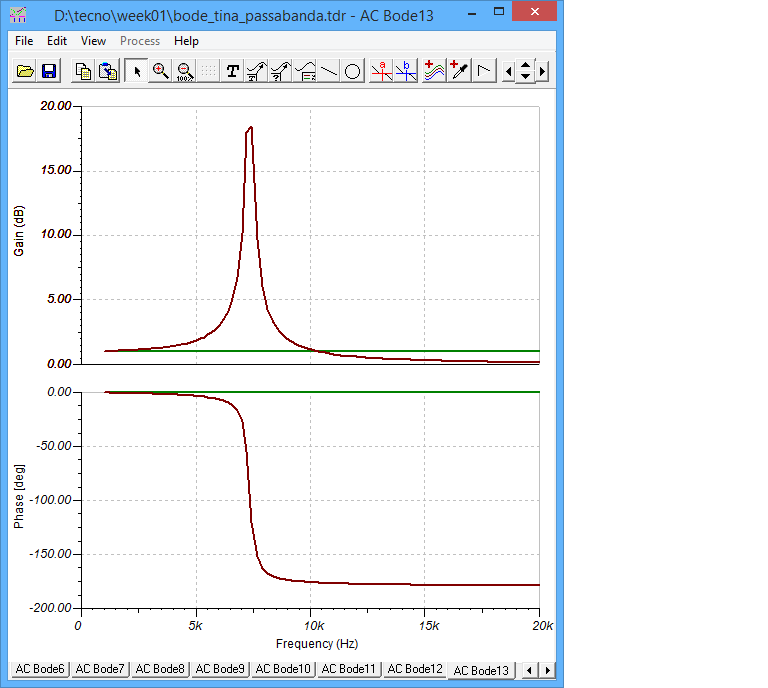 D:\tecno\week01\bode_tina_passabanda.tdr - AC Bode13
File Edit View Process Help
100% T a b
20.00
15.00
Gain (dB)
10.00
5.00
0.00
0.00
-50.00
Phase [deg]
-100.00
-150.00
-200.00
0 5k 10k 15k 20k
Frequency (Hz)
AC Bode6 AC Bode7 AC Bode8 AC Bode9 AC Bode10 AC Bode11 AC Bode12 AC Bode13